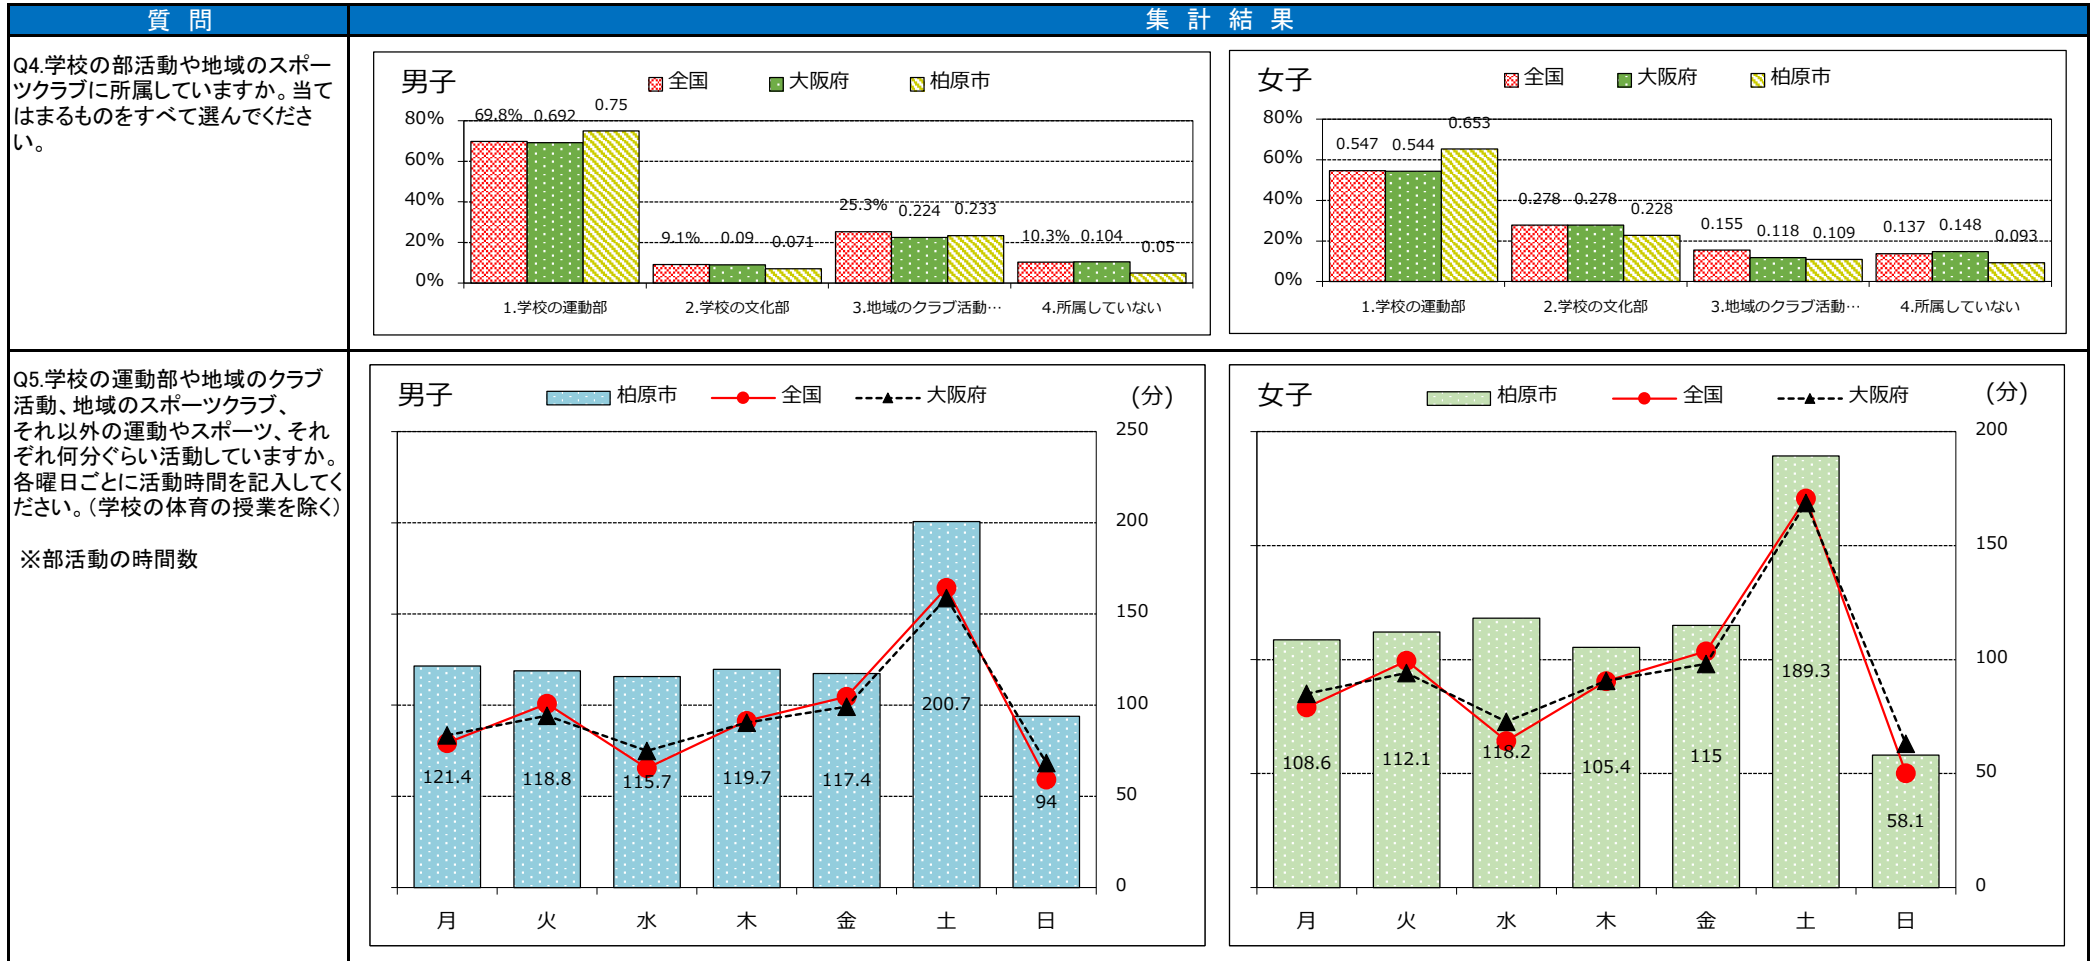 質 問
集 計 結 果
Q4.学校の部活動や地域のスポー
ツクラブに所属していますか。当て
はまるものをすべて選んでくださ
い。
男子
全国
大阪府
柏原市
80%
60%
40%
20%
0%
69.8%
0.692
0.75
9.1%
0.09
0.071
25.3%
0.224
0.233
10.3%
0.104
0.05
1.学校の運動部
2.学校の文化部
3.地域のクラブ活動…
4.所属していない
女子
全国
大阪府
柏原市
80%
60%
40%
20%
0%
0.547
0.544
0.653
0.278
0.278
0.228
0.155
0.118
0.109
0.137
0.148
0.093
1.学校の運動部
2.学校の文化部
3.地域のクラブ活動…
4.所属していない
Q5.学校の運動部や地域のクラブ
活動、地域のスポーツクラブ、
それ以外の運動やスポーツ、それ
ぞれ何分ぐらい活動していますか。
各曜日ごとに活動時間を記入してく
ださい。（学校の体育の授業を除く）
※部活動の時間数
男子
柏原市
全国
大阪府
(分)
250
200
150
100
50
0
121.4
118.8
115.7
119.7
117.4
200.7
94
月
火
水
木
金
土
日
女子
柏原市
全国
大阪府
(分)
200
150
100
50
0
108.6
112.1
118.2
105.4
115
189.3
58.1
月
火
水
木
金
土
日